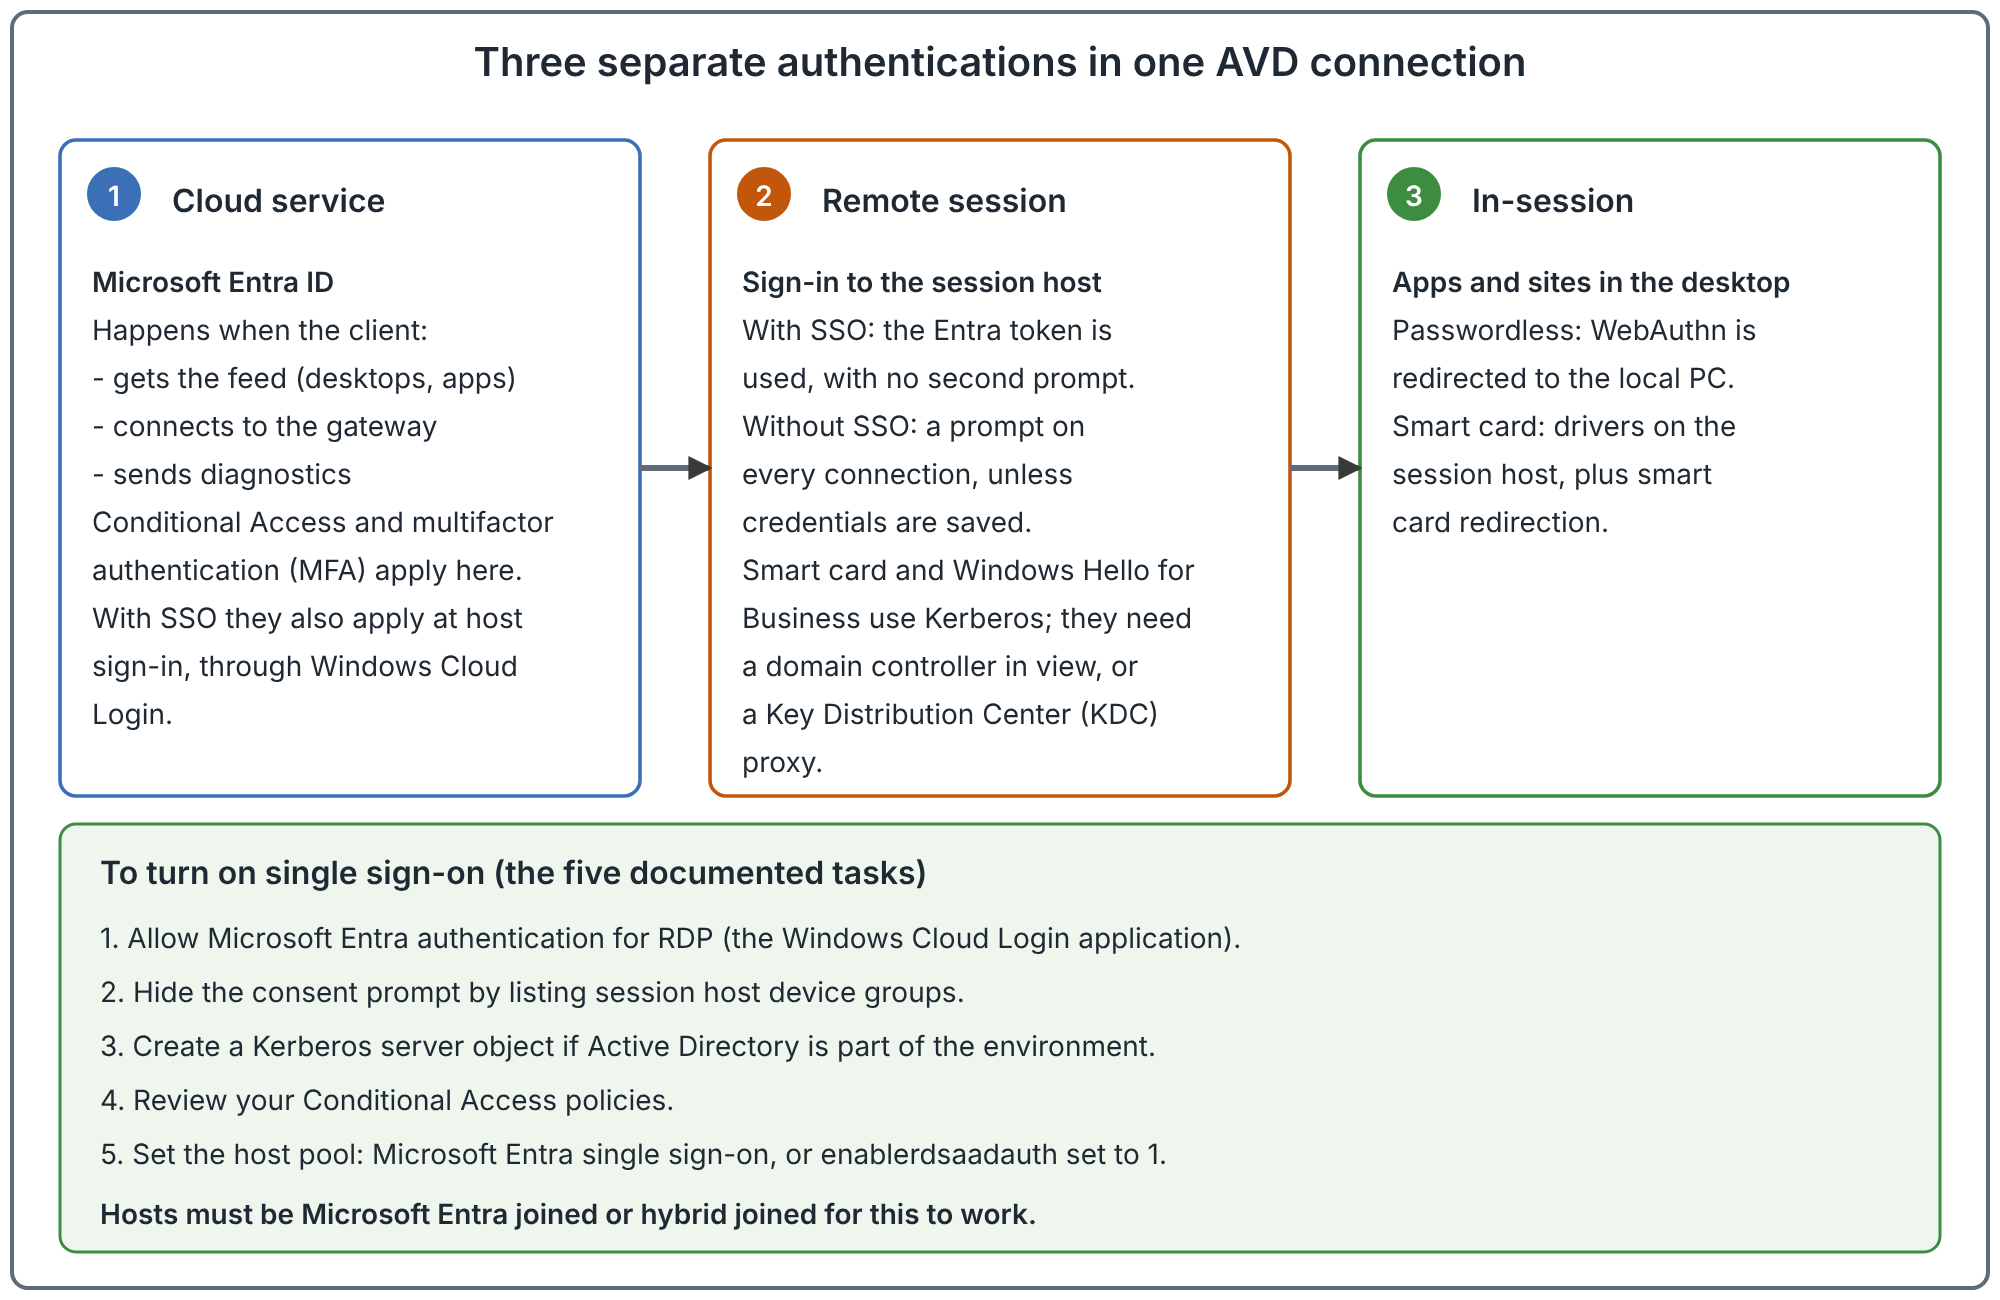 Three separate authentications in one AVD connection
1
Cloud service
Microsoft Entra ID
Happens when the client:
- gets the feed (desktops, apps)
- connects to the gateway
- sends diagnostics
Conditional Access and multifactor
authentication (MFA) apply here.
With SSO they also apply at host
sign-in, through Windows Cloud
Login.
2
Remote session
Sign-in to the session host
With SSO: the Entra token is
used, with no second prompt.
Without SSO: a prompt on
every connection, unless
credentials are saved.
Smart card and Windows Hello for
Business use Kerberos; they need
a domain controller in view, or
a Key Distribution Center (KDC)
proxy.
3
In-session
Apps and sites in the desktop
Passwordless: WebAuthn is
redirected to the local PC.
Smart card: drivers on the
session host, plus smart
card redirection.
To turn on single sign-on (the five documented tasks)
1. Allow Microsoft Entra authentication for RDP (the Windows Cloud Login application).
2. Hide the consent prompt by listing session host device groups.
3. Create a Kerberos server object if Active Directory is part of the environment.
4. Review your Conditional Access policies.
5. Set the host pool: Microsoft Entra single sign-on, or enablerdsaadauth set to 1.
Hosts must be Microsoft Entra joined or hybrid joined for this to work.